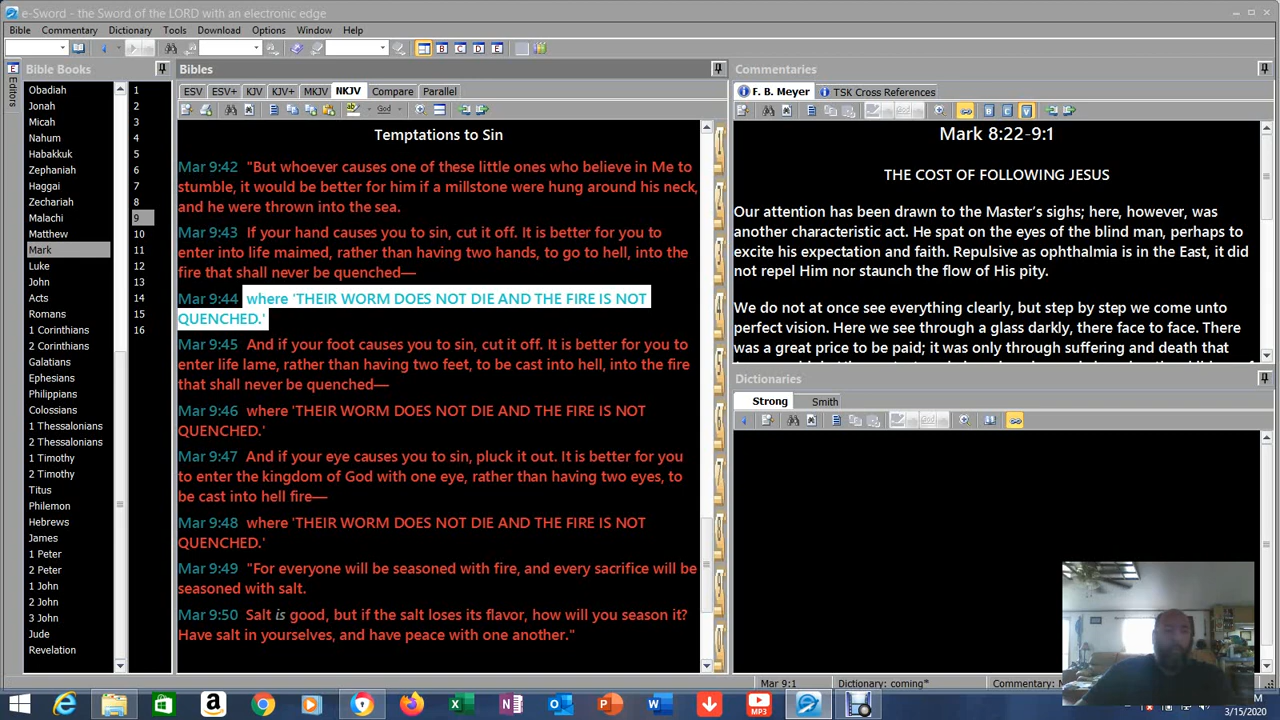 e-Sword - the Sword of the LORD with an electronic edge
Bible Commentary Dictionary Tools Download Options Window Help
B C D E
Editors
Bible Books
Obadiah
Jonah
Micah
Nahum
Habakkuk
Zephaniah
Haggai
Zechariah
Malachi
Matthew
Mark
Luke
John
Acts
Romans
1 Corinthians
2 Corinthians
Galatians
Ephesians
Philippians
Colossians
1 Thessalonians
2 Thessalonians
1 Timothy
2 Timothy
Titus
Philemon
Hebrews
James
1 Peter
2 Peter
1 John
2 John
3 John
Jude
Revelation
1
2
3
4
5
6
7
8
9
10
11
12
13
14
15
16
Bibles
ESV ESV+ KJV KJV+ MKJV NKJV Compare Parallel
God
Temptations to Sin
Mar 9:42 "But whoever causes one of these little ones who believe in Me to
stumble, it would be better for him if a millstone were hung around his neck,
and he were thrown into the sea.
Mar 9:43 If your hand causes you to sin, cut it off. It is better for you to
enter into life maimed, rather than having two hands, to go to hell, into the
fire that shall never be quenched—
Mar 9:44 where 'THEIR WORM DOES NOT DIE AND THE FIRE IS NOT
QUENCHED.'
Mar 9:45 And if your foot causes you to sin, cut it off. It is better for you to
enter life lame, rather than having two feet, to be cast into hell, into the fire
that shall never be quenched—
Mar 9:46 where 'THEIR WORM DOES NOT DIE AND THE FIRE IS NOT
QUENCHED.'
Mar 9:47 And if your eye causes you to sin, pluck it out. It is better for you
to enter the kingdom of God with one eye, rather than having two eyes, to
be cast into hell fire—
Mar 9:48 where 'THEIR WORM DOES NOT DIE AND THE FIRE IS NOT
QUENCHED.'
Mar 9:49 "For everyone will be seasoned with fire, and every sacrifice will be
seasoned with salt.
Mar 9:50 Salt is good, but if the salt loses its flavor, how will you season it?
Have salt in yourselves, and have peace with one another."
Commentaries
F. B. Meyer TSK Cross References
God B C V
Mark 8:22-9:1
THE COST OF FOLLOWING JESUS
Our attention has been drawn to the Master's sighs; here, however, was
another characteristic act. He spat on the eyes of the blind man, perhaps to
excite his expectation and faith. Repulsive as ophthalmia is in the East, it did
not repel Him nor staunch the flow of His pity.
We do not at once see everything clearly, but step by step we come unto
perfect vision. Here we see through a glass darkly, there face to face. There
was a great price to be paid; it was only through suffering and death that
Dictionaries
Strong Smith
God
Mar 9:1 Dictionary: coming* Commentary:
MP3
3/15/2020